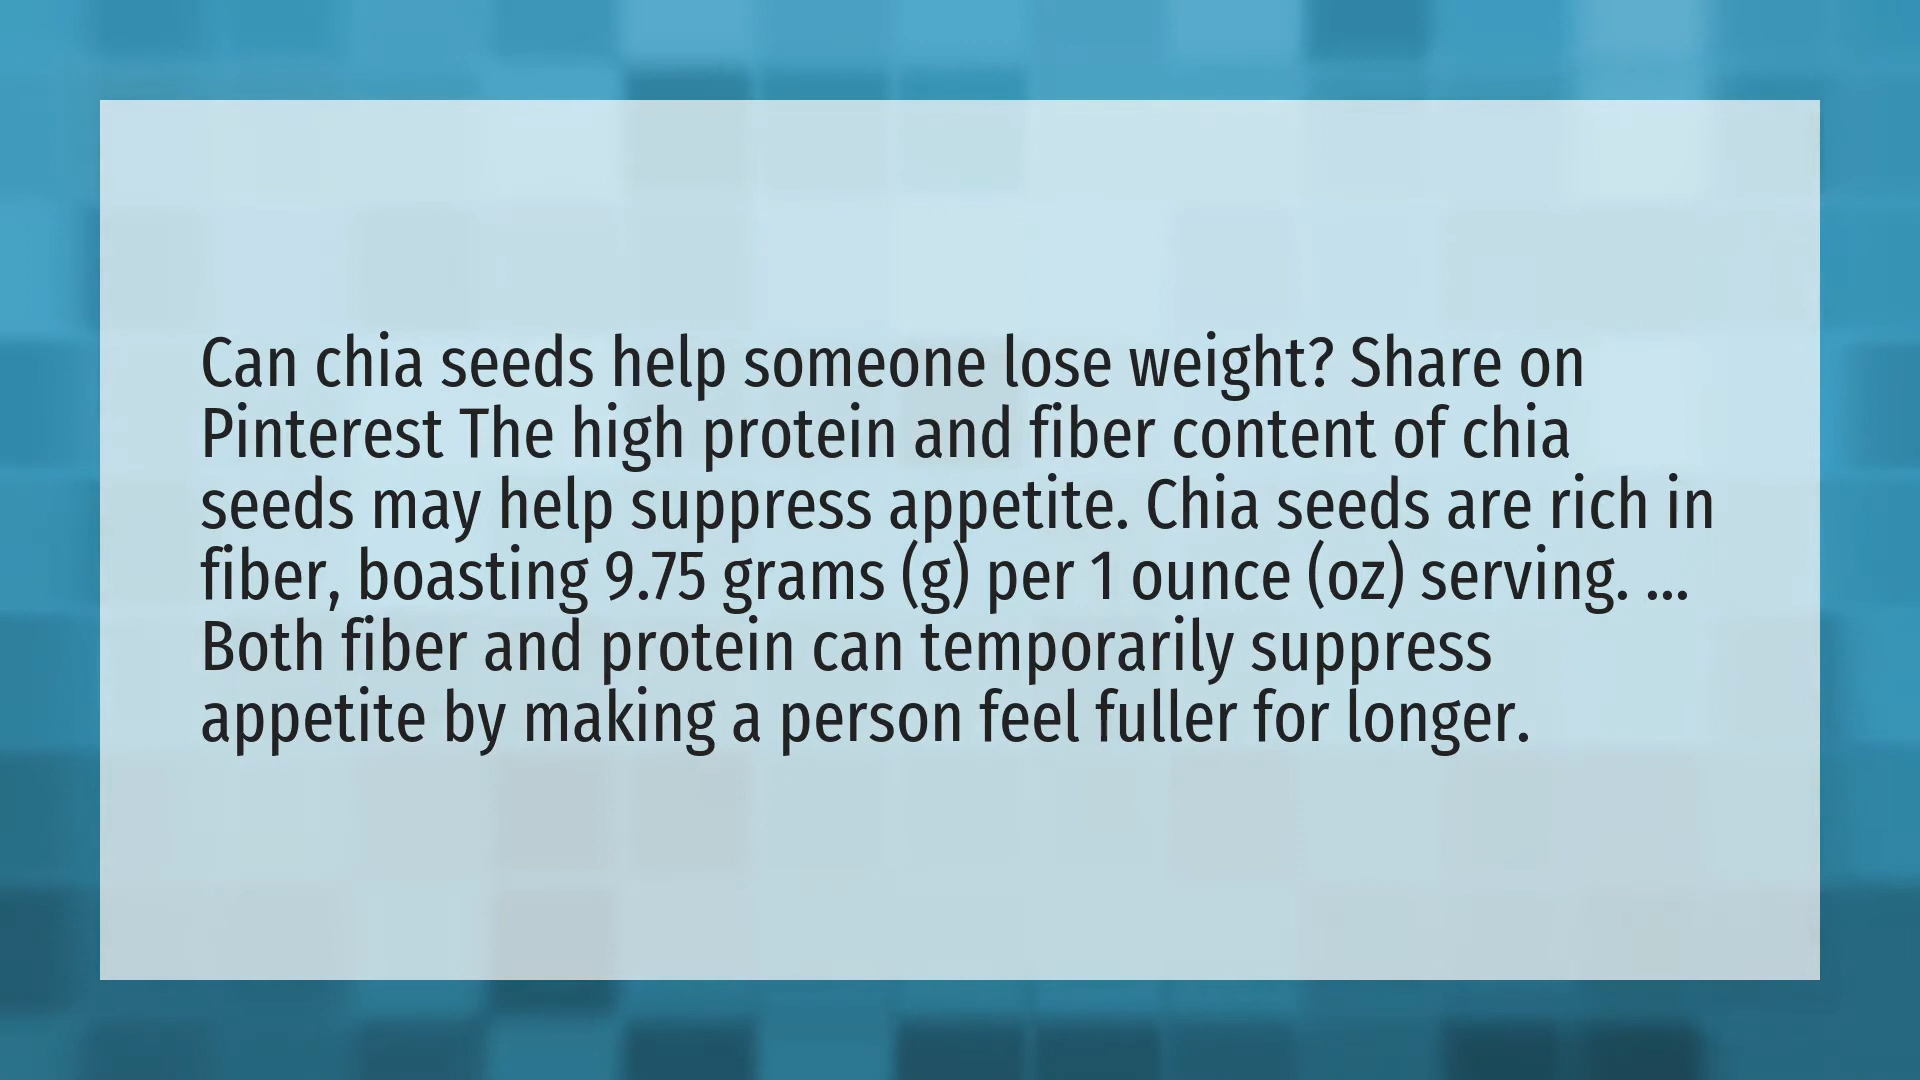 Can chia seeds help someone lose weight? Share on
Pinterest The high protein and fiber content of chia
seeds may help suppress appetite. Chia seeds are rich in
fiber, boasting 9.75 grams (g) per 1 ounce (oz) serving. ...
Both fiber and protein can temporarily suppress
appetite by making a person feel fuller for longer.